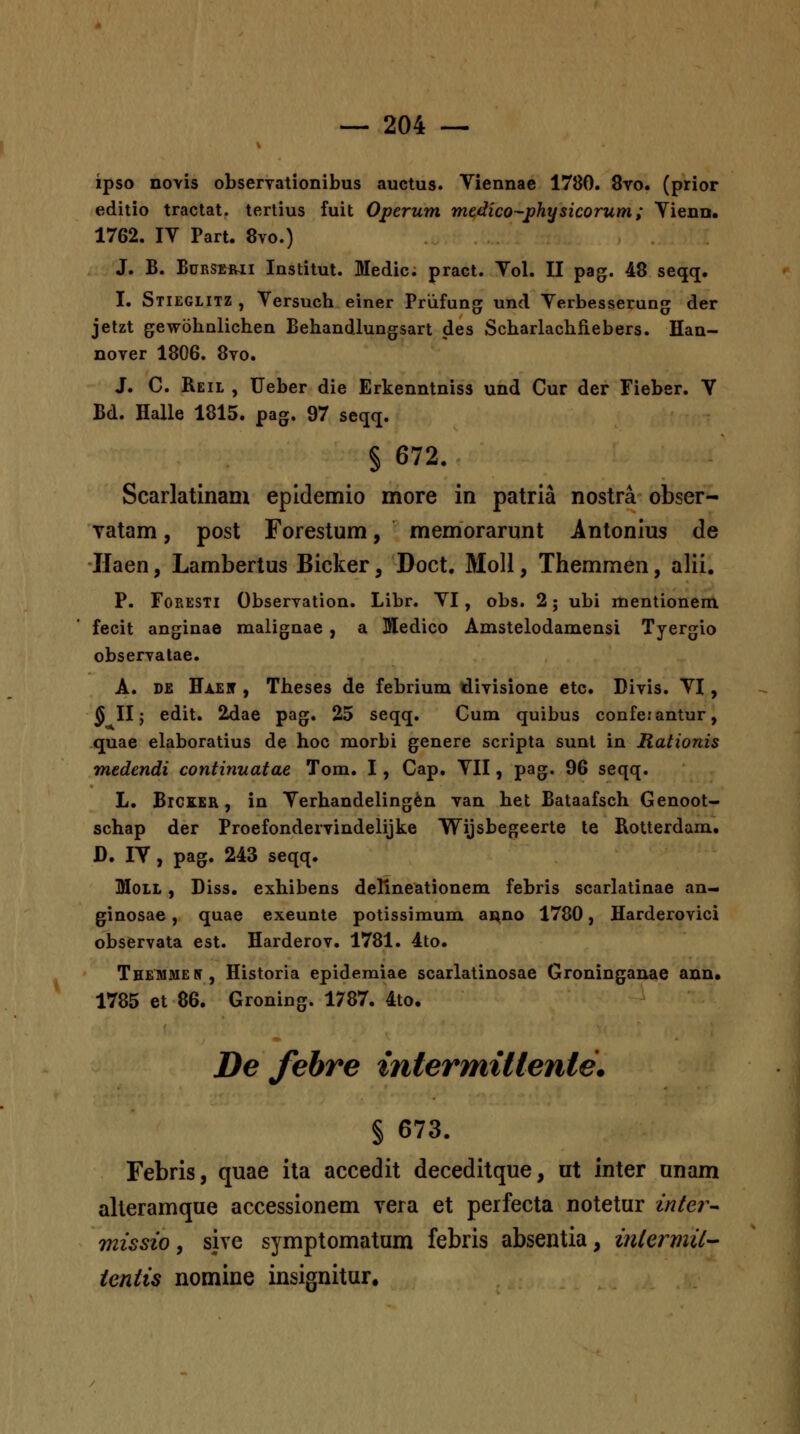 — 204 —
ipso novis observationibus auctus. Viennae 1780. 8vo. (prior
editio tractat. tertius fuit Operum medico-physicorum; Vienn.
1762. IV Part. 8vo.)
J. B. Burserii Institut. Medic. pract. Vol. II pag. 48 seqq.
I. Stieglitz , Versuch einer Prüfung und Verbesserung der
jetzt gewöhnlichen Behandlungsart des Scharlachfiebers. Han-
nover 1806. 8vo.
J. C. Reil , Ueber die Erkenntniss und Cur der Fieber. V
Bd. Halle 1815. pag. 97 seqq.
§ 672.
Scarlatinam epidemio more in patriâ nostrâ obser-
vatam, post Forestum, memorarunt Antonius de
Haen, Lambertus Bicker, Doct. Moll, Themmen, alii.
P. Foresti Observation. Libr. VI, obs. 2; ubi mentionem
fecit anginae malignae , a Medico Amstelodamensi Tyergio
observatae.
A. de Haen , Theses de febrium divisione etc. Divis. VI ,
§ II; edit. 2dae pag. 25 seqq. Cum quibus conferantur,
quae elaboratius de hoc morbi genere scripta sunt in Rationis
medendi continuatae Tom. I , Cap. VII , pag. 96 seqq.
L. Bicker , in Verhandelingên van het Bataafsch Genoot-
schap der Proefondervindelijke Wijsbegeerte te Rotterdam.
D. IV , pag. 243 seqq.
Moll , Diss. exhibens delineationem febris scarlatinae an-
ginosae , quae exeunte potissimum anno 1780 , Harderovici
observata est. Harderov. 1781. 4to.
Themmen , Historia epidemiae scarlatinosae Groninganae ann.
1785 et 86. Groning. 1787. 4to.
De febre intermittente.
§ 673.
Febris, quae ita accedit deceditque, ut inter unam
alteramque accessionem vera et perfecta notetur inter-
missio , sive symptomatum febris absentia , intermit-
tentis nomine insignitur.